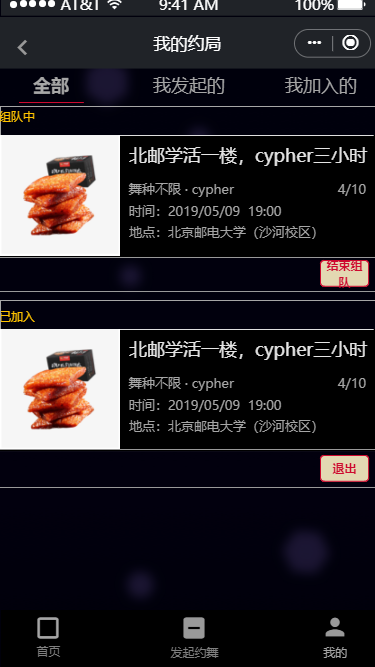 AT&T 9:41 AM 100%
我的约局
全部 我发起的 我加入的
组队中
北邮学活一楼，cypher三小时
舞种不限 · cypher 4/10
时间：2019/05/09 19:00
地点：北京邮电大学（沙河校区）
结束组
队
已加入
北邮学活一楼，cypher三小时
舞种不限 · cypher 4/10
时间：2019/05/09 19:00
地点：北京邮电大学（沙河校区）
退出
首页 发起约舞 我的